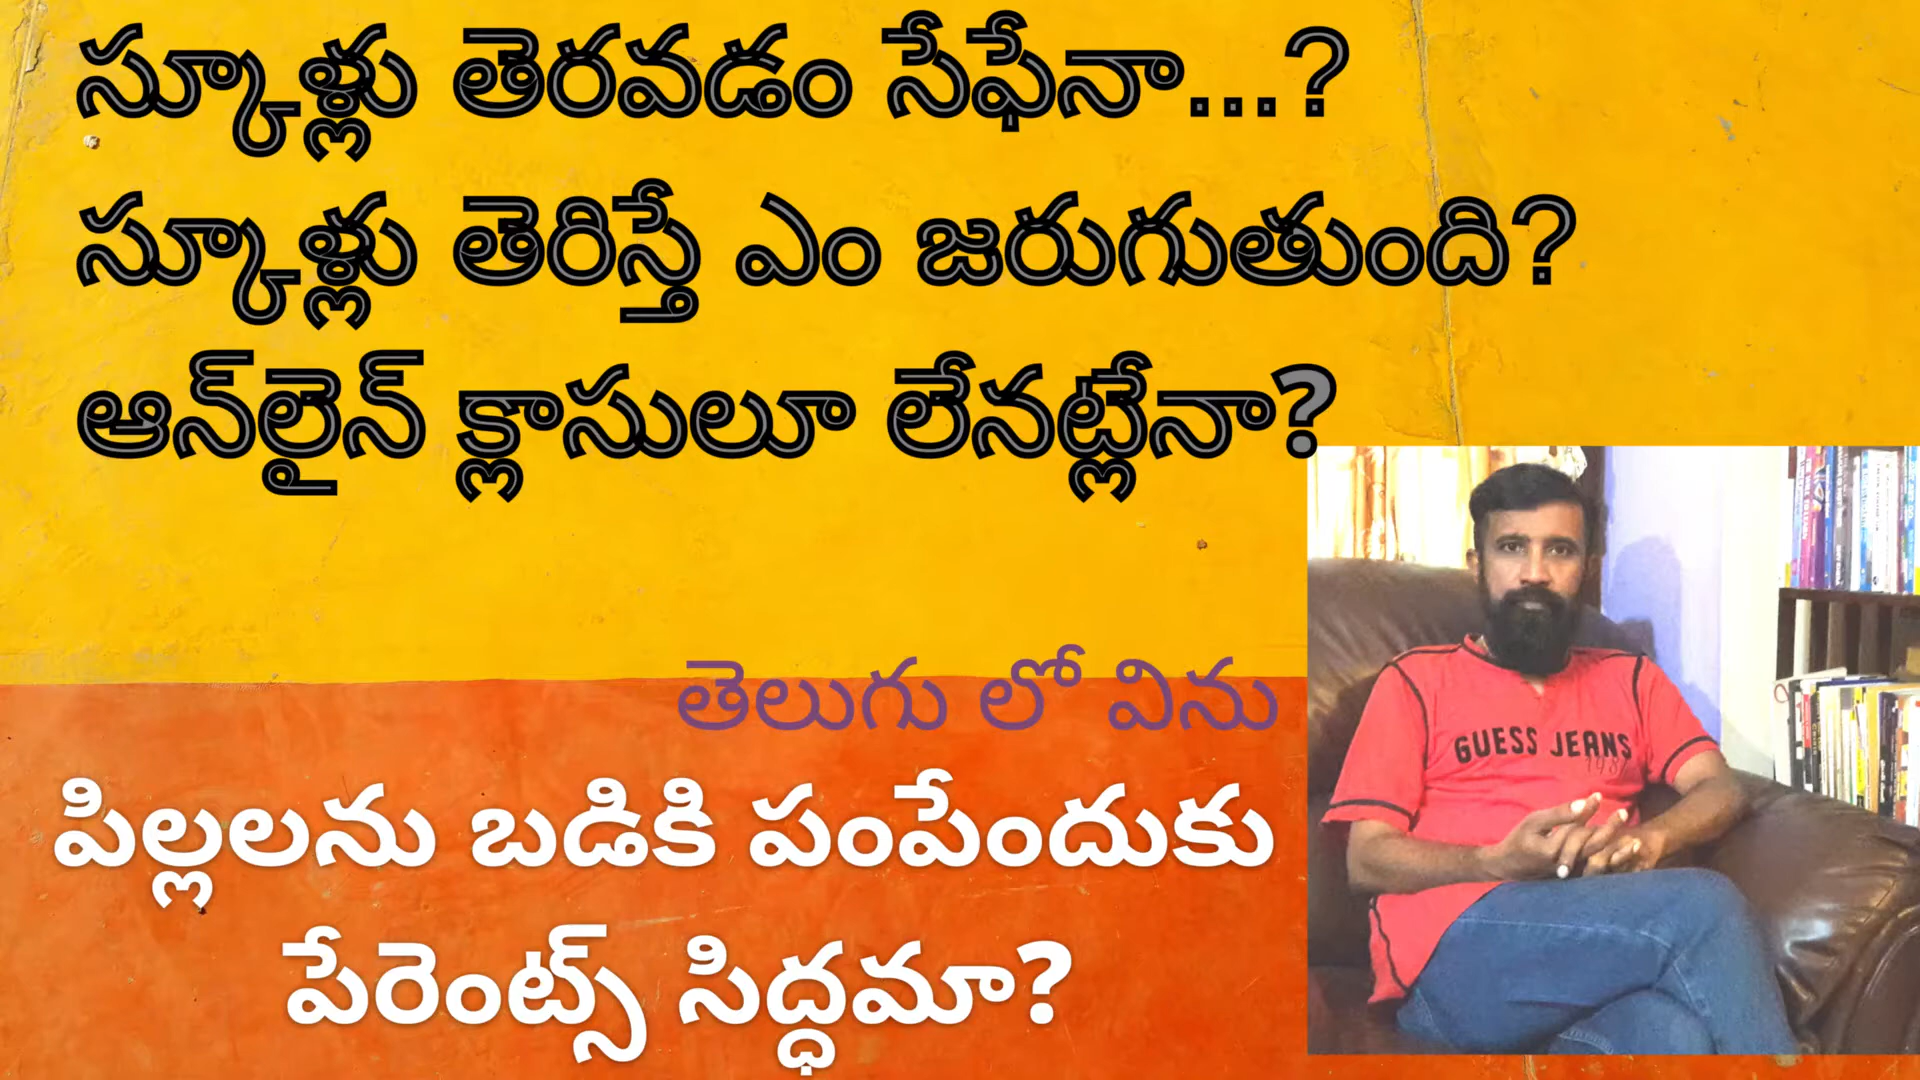 స్కూళ్లు తెరవడం సేఫేనా...?
స్కూళ్లు తెరిస్తే ఎం జరుగుతుంది?
ఆన్‌లైన్ క్లాసులూ లేనట్లేనా?
తెలుగు లో విను
పిల్లలను బడికి పంపేందుకు
పేరెంట్స్ సిద్ధమా?
GUESS JEANS